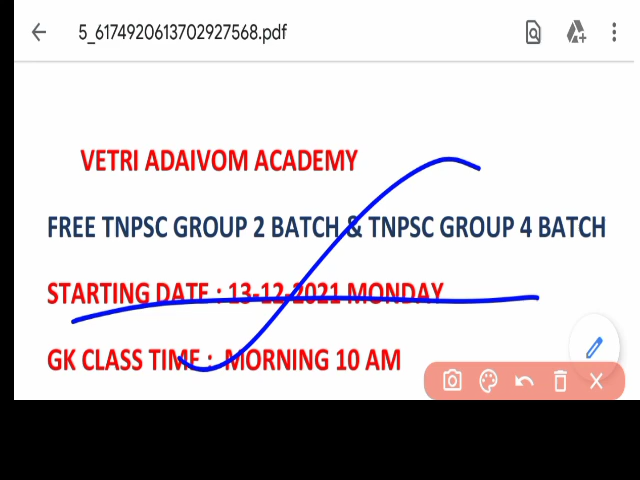 5_6174920613702927568.pdf
VETRI ADAIVOM ACADEMY
FREE TNPSC GROUP 2 BATCH & TNPSC GROUP 4 BATCH
STARTING DATE : 13-12-2021 MONDAY
GK CLASS TIME : MORNING 10 AM